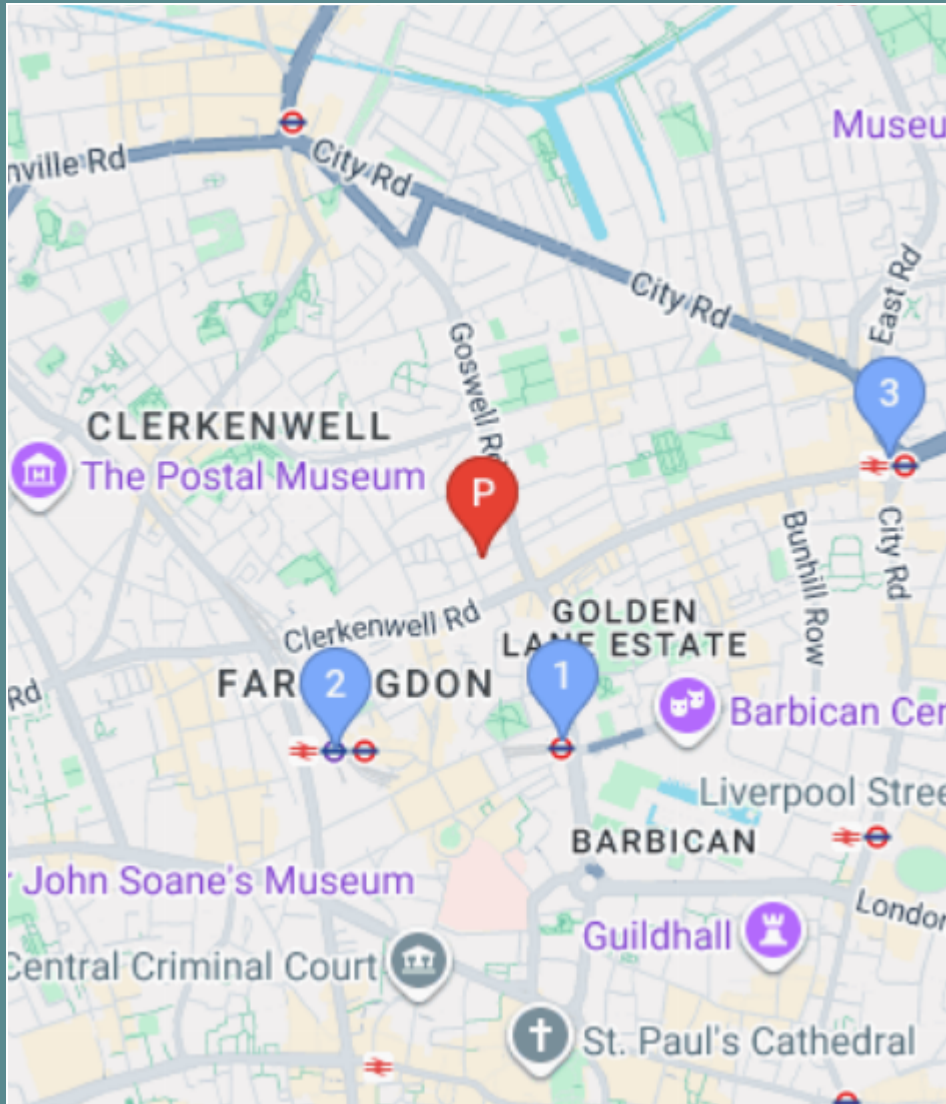 Museu
nville Rd
City Rd
City Rd
East Rd
Goswell Rd
3
CLERKENWELL
The Postal Museum
P
City Rd
Bunhill Row
Clerkenwell Rd
GOLDEN
LANE ESTATE
Rd
FAR GDON
2
1
Barbican Cer
Liverpool Stree
BARBICAN
John Soane's Museum
Guildhall
London
Central Criminal Court
St. Paul's Cathedral